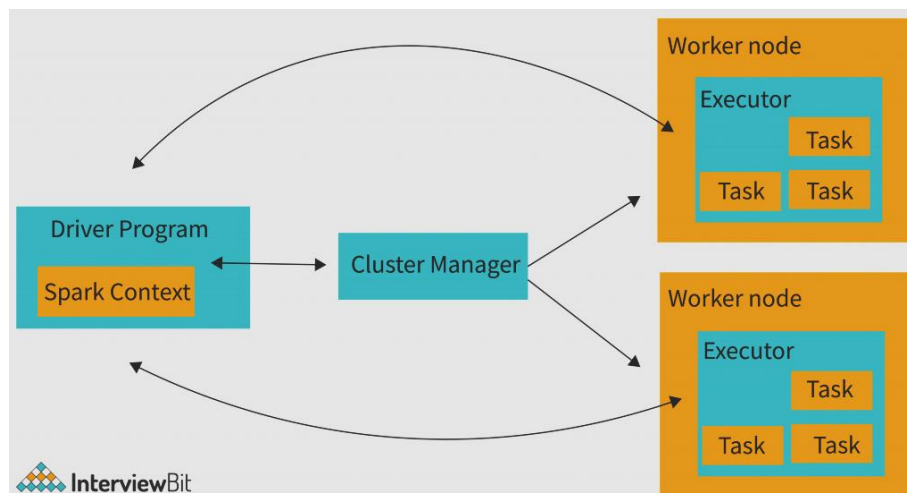 Driver Program
Spark Context
Cluster Manager
Worker node
Executor
Task
Task Task
Worker node
Executor
Task
Task Task
InterviewBit